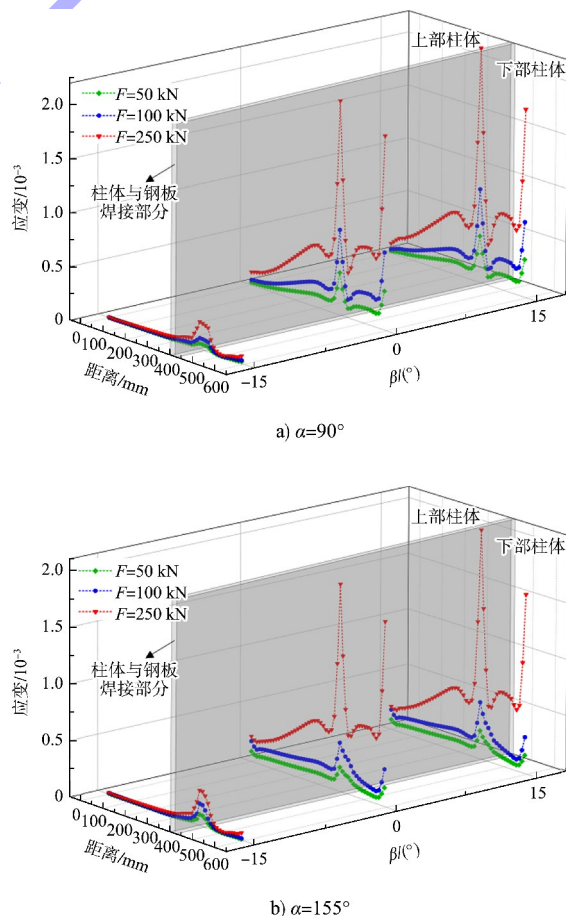 上部柱体
下部柱体
F=50 kN
F=100 kN
F=250 kN
柱体与钢板
焊接部分
应变/10⁻³
2.0
1.5
1.0
0.5
0
0
100
200
300
400
500
600
距离/mm
−15
0
15
β/(°)
a) α=90°
上部柱体
下部柱体
F=50 kN
F=100 kN
F=250 kN
柱体与钢板
焊接部分
应变/10⁻³
2.0
1.5
1.0
0.5
0
0
100
200
300
400
500
600
距离/mm
−15
0
15
β/(°)
b) α=155°